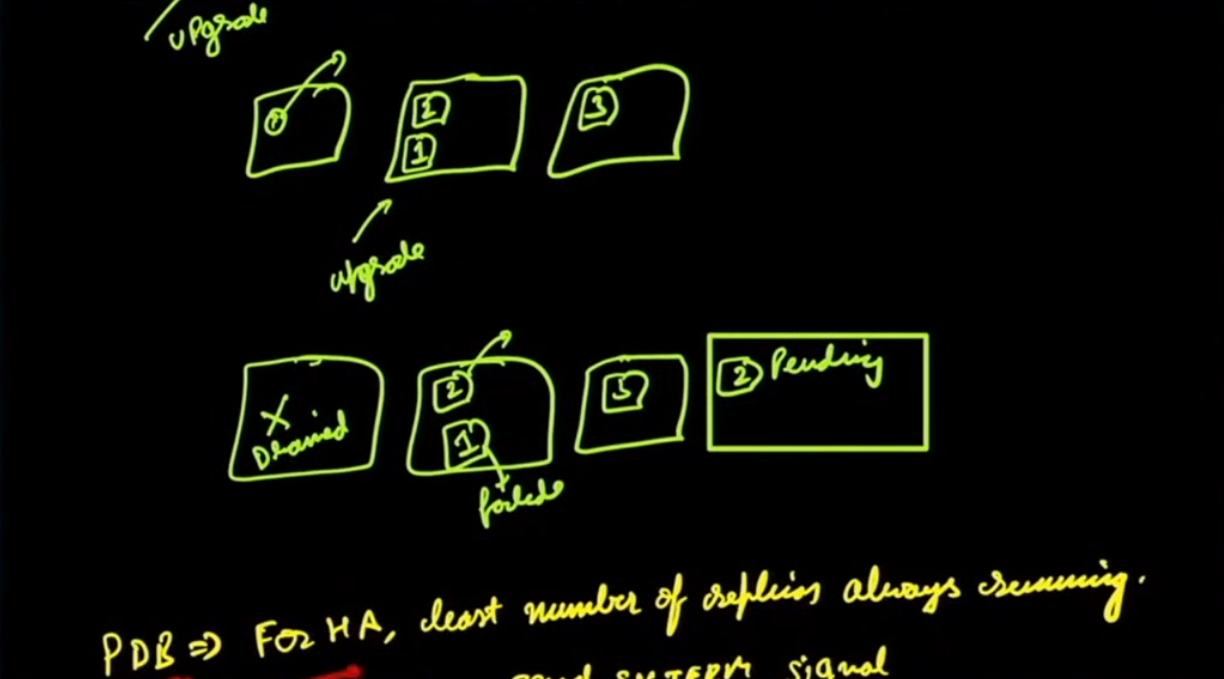 upgrade
1
2
1
3
upgrade
2
2 Pending
3
X
Drained
1
failed
PDB => For HA, least number of replicas always running.
send SIGTERM signal